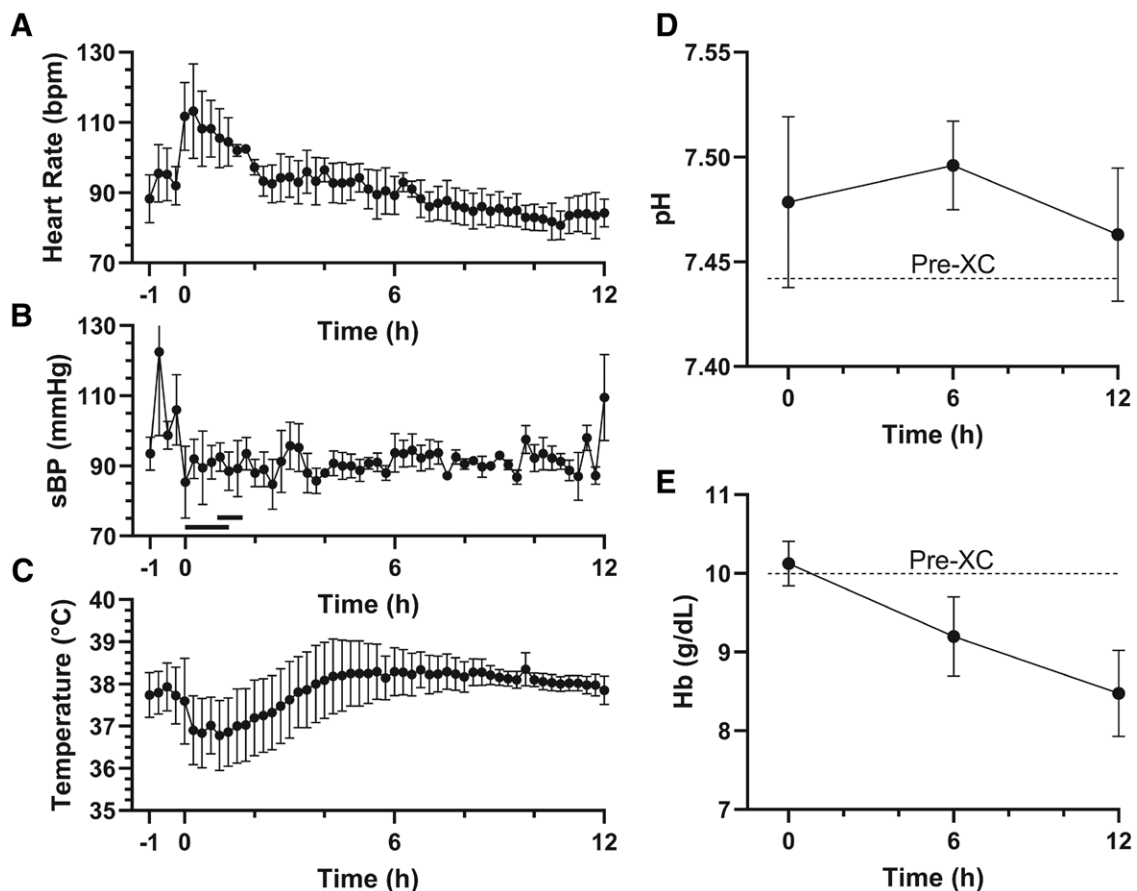 A
Heart Rate (bpm)
130
110
90
70
-1 0 6 12
Time (h)
B
sBP (mmHg)
130
110
90
70
-1 0 6 12
Time (h)
C
Temperature (°C)
40
39
38
37
36
35
-1 0 6 12
Time (h)
D
pH
7.55
7.50
7.45
7.40
Pre-XC
0 6 12
Time (h)
E
Hb (g/dL)
11
10
9
8
7
Pre-XC
0 6 12
Time (h)